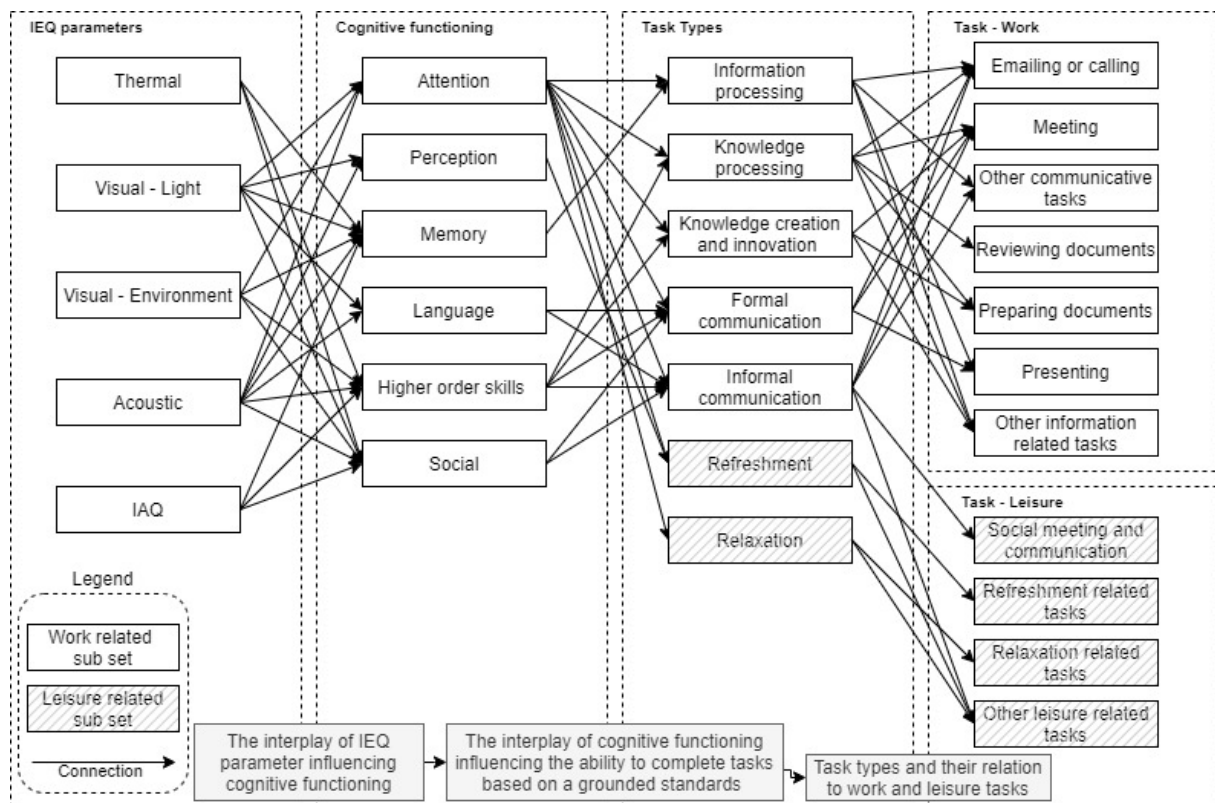 IEQ parameters
Thermal
Visual - Light
Visual - Environment
Acoustic
IAQ
Legend
Work related
sub set
Leisure related
sub set
Connection
Cognitive functioning
Attention
Perception
Memory
Language
Higher order skills
Social
Task Types
Information
processing
Knowledge
processing
Knowledge creation
and innovation
Formal
communication
Informal
communication
Refreshment
Relaxation
Task - Work
Emailing or calling
Meeting
Other communicative
tasks
Reviewing documents
Preparing documents
Presenting
Other information
related tasks
Task - Leisure
Social meeting and
communication
Refreshment related
tasks
Relaxation related
tasks
Other leisure related
tasks
The interplay of IEQ
parameter influencing
cognitive functioning
The interplay of cognitive functioning
influencing the ability to complete tasks
based on a grounded standards
Task types and their relation
to work and leisure tasks